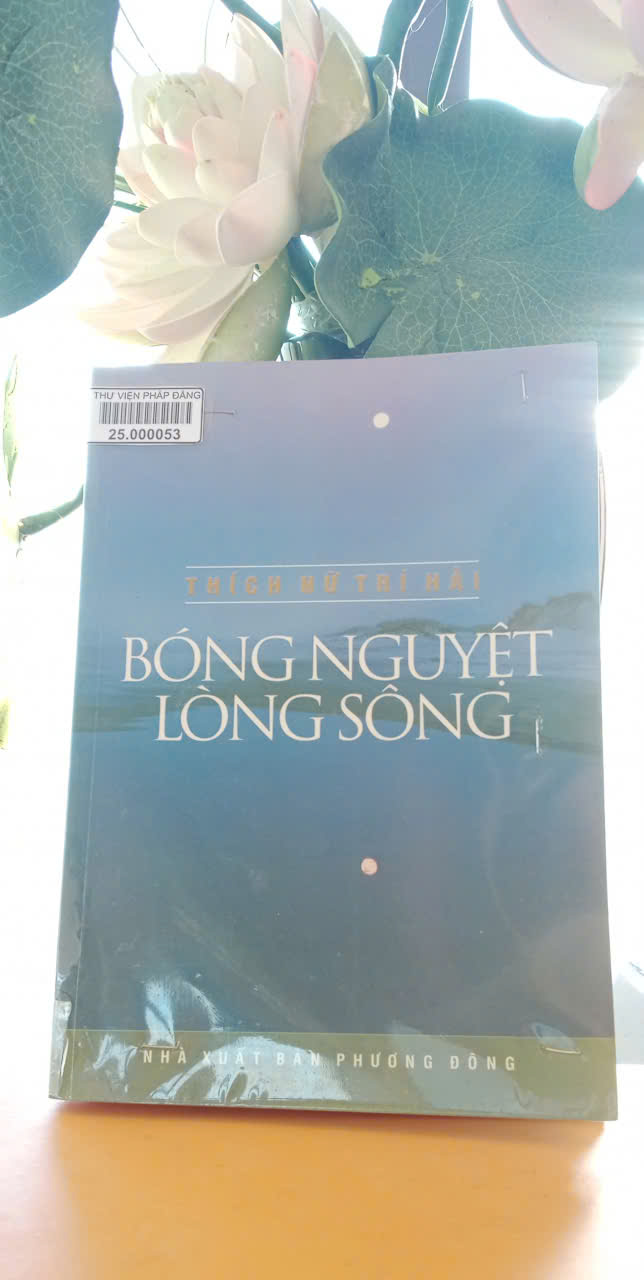 THƯ VIỆN PHÁP ĐĂNG
25.000053
THÍCH NỮ TRÍ HẢI
BÓNG NGUYỆT
LÒNG SÔNG
NHÀ XUẤT BẢN PHƯƠNG ĐÔNG